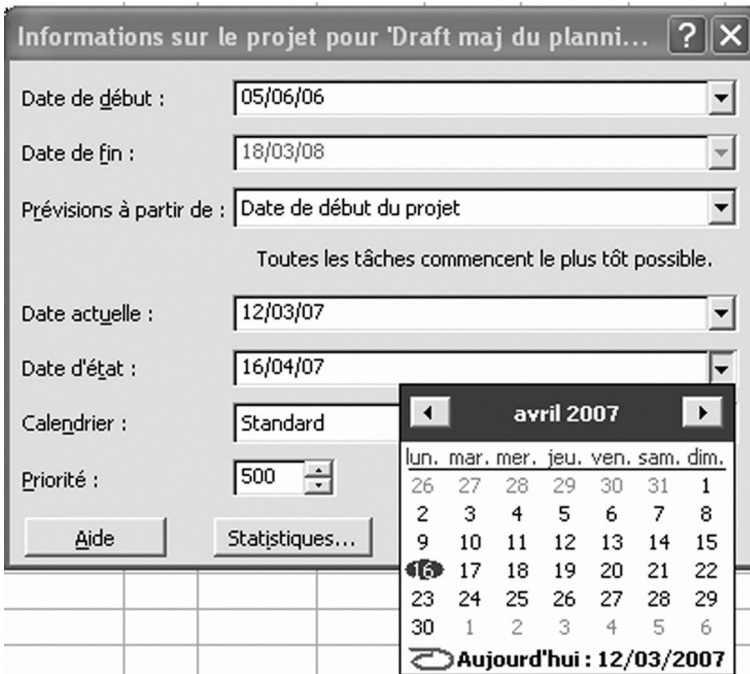 Informations sur le projet pour 'Draft maj du planni...
Date de début : 05/06/06
Date de fin : 18/03/08
Prévisions à partir de : Date de début du projet
Toutes les tâches commencent le plus tôt possible.
Date actuelle : 12/03/07
Date d'état : 16/04/07
Calendrier : Standard
Priorité : 500
Aide Statistiques...
avril 2007
lun. mar. mer. jeu. ven. sam. dim.
26 27 28 29 30 31 1
2 3 4 5 6 7 8
9 10 11 12 13 14 15
16 17 18 19 20 21 22
23 24 25 26 27 28 29
30 1 2 3 4 5 6
Aujourd'hui : 12/03/2007